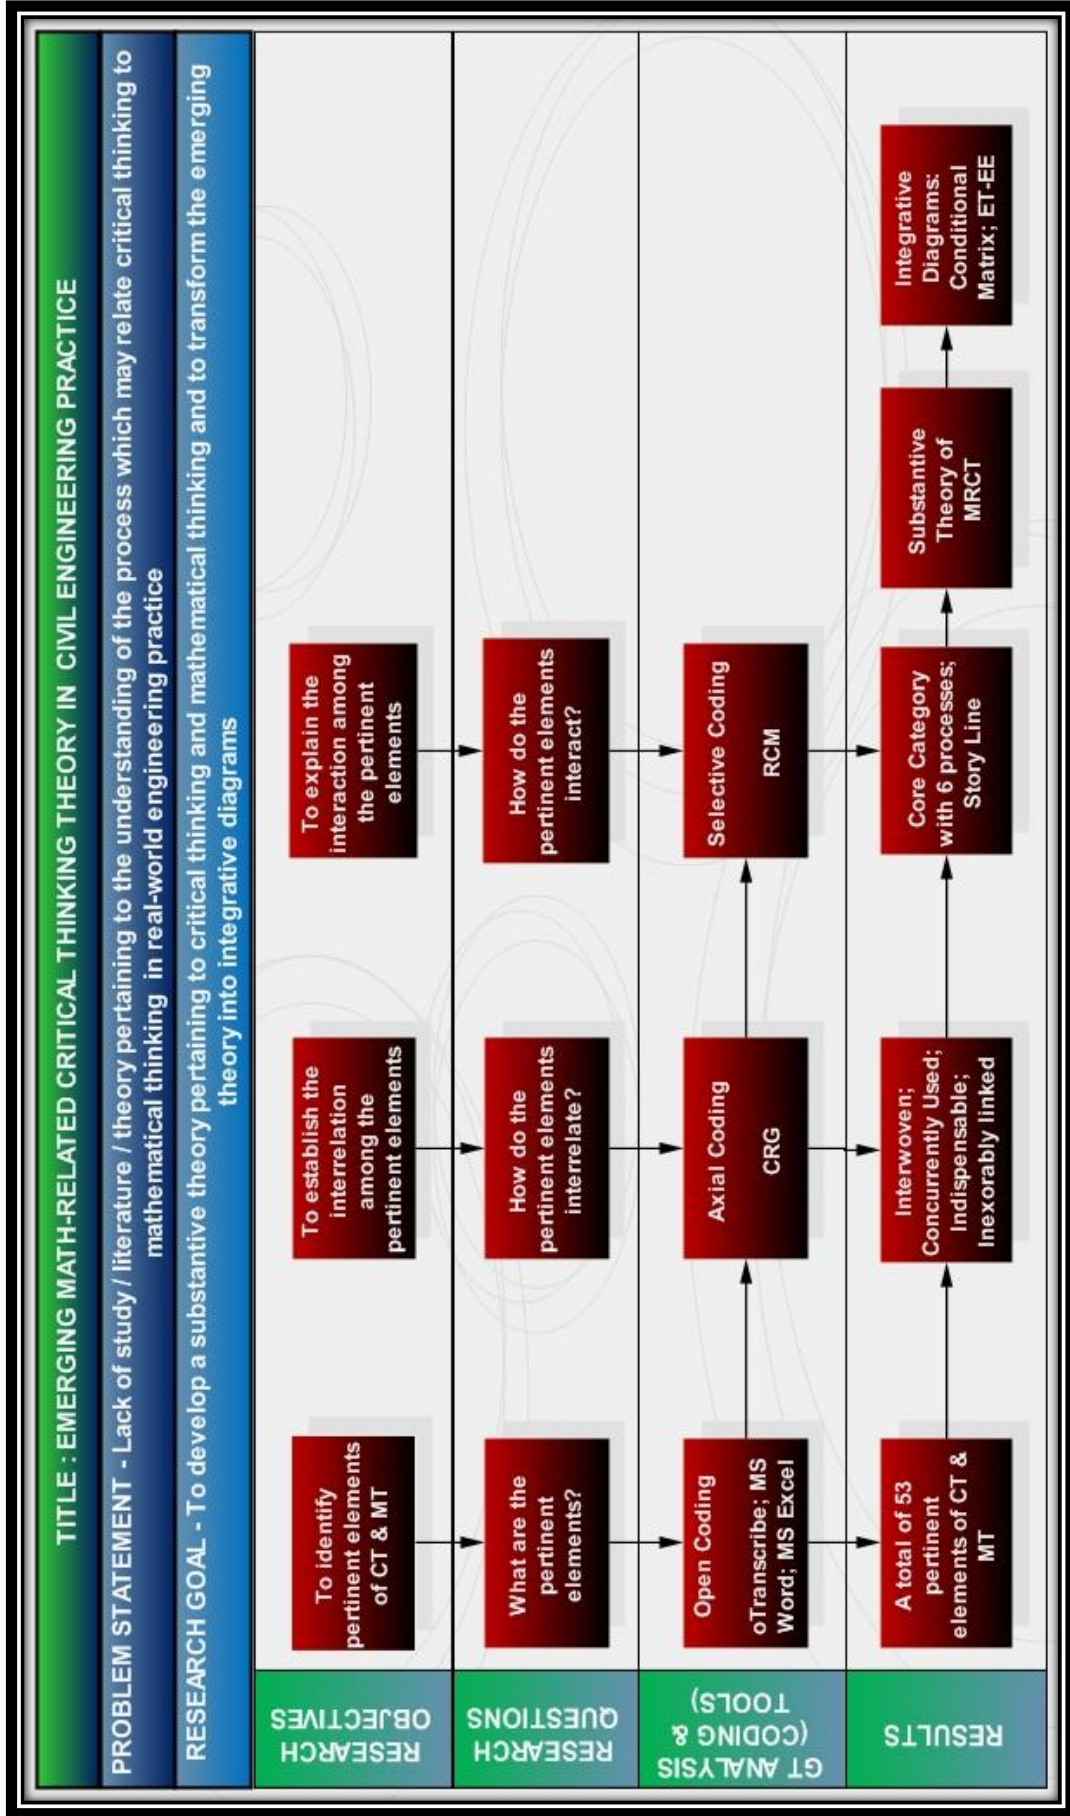 TITLE : EMERGING MATH-RELATED CRITICAL THINKING THEORY IN CIVIL ENGINEERING PRACTICE
PROBLEM STATEMENT - Lack of study / literature / theory pertaining to the understanding of the process which may relate critical thinking to
mathematical thinking in real-world engineering practice
RESEARCH GOAL - To develop a substantive theory pertaining to critical thinking and mathematical thinking and to transform the emerging
theory into integrative diagrams
RESEARCH
OBJECTIVES
To identify
pertinent elements
of CT & MT
To establish the
interrelation
among the
pertinent elements
To explain the
interaction among
the pertinent
elements
RESEARCH
QUESTIONS
What are the
pertinent
elements?
How do the
pertinent elements
interrelate?
How do the
pertinent elements
interact?
GT ANALYSIS
(CODING &
TOOLS)
Open Coding
oTranscribe; MS
Word; MS Excel
Axial Coding
CRG
Selective Coding
RCM
RESULTS
A total of 53
pertinent
elements of CT &
MT
Interwoven;
Concurrently Used;
Indispensable;
Inexorably linked
Core Category
with 6 processes;
Story Line
Substantive
Theory of
MRCT
Integrative
Diagrams:
Conditional
Matrix; ET-EE